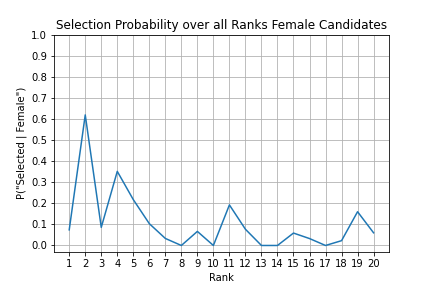 Selection Probability over all Ranks Female Candidates
1.0
0.9
0.8
0.7
0.6
0.5
0.4
0.3
0.2
0.1
0.0
P("Selected | Female")
1 2 3 4 5 6 7 8 9 10 11 12 13 14 15 16 17 18 19 20
Rank